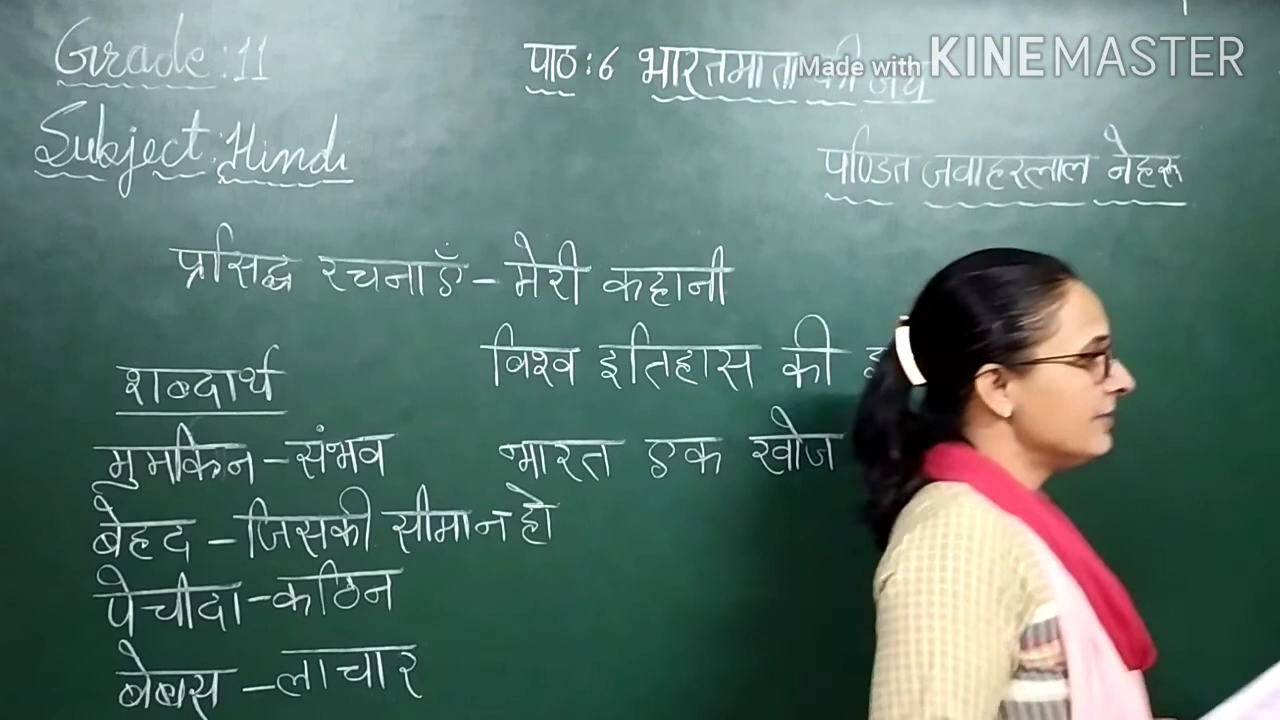 Grade : 11
पाठ : 6 भारतमाता की जय
Made with KINEMASTER
Subject : Hindi
पण्डित जवाहरलाल नेहरू
प्रसिद्ध रचनाएँ - मेरी कहानी
विश्व इतिहास की
शब्दार्थ
मुमकिन - संभव
भारत एक खोज
बेहद - जिसकी सीमा न हो
पेचीदा - कठिन
बेबस - लाचार